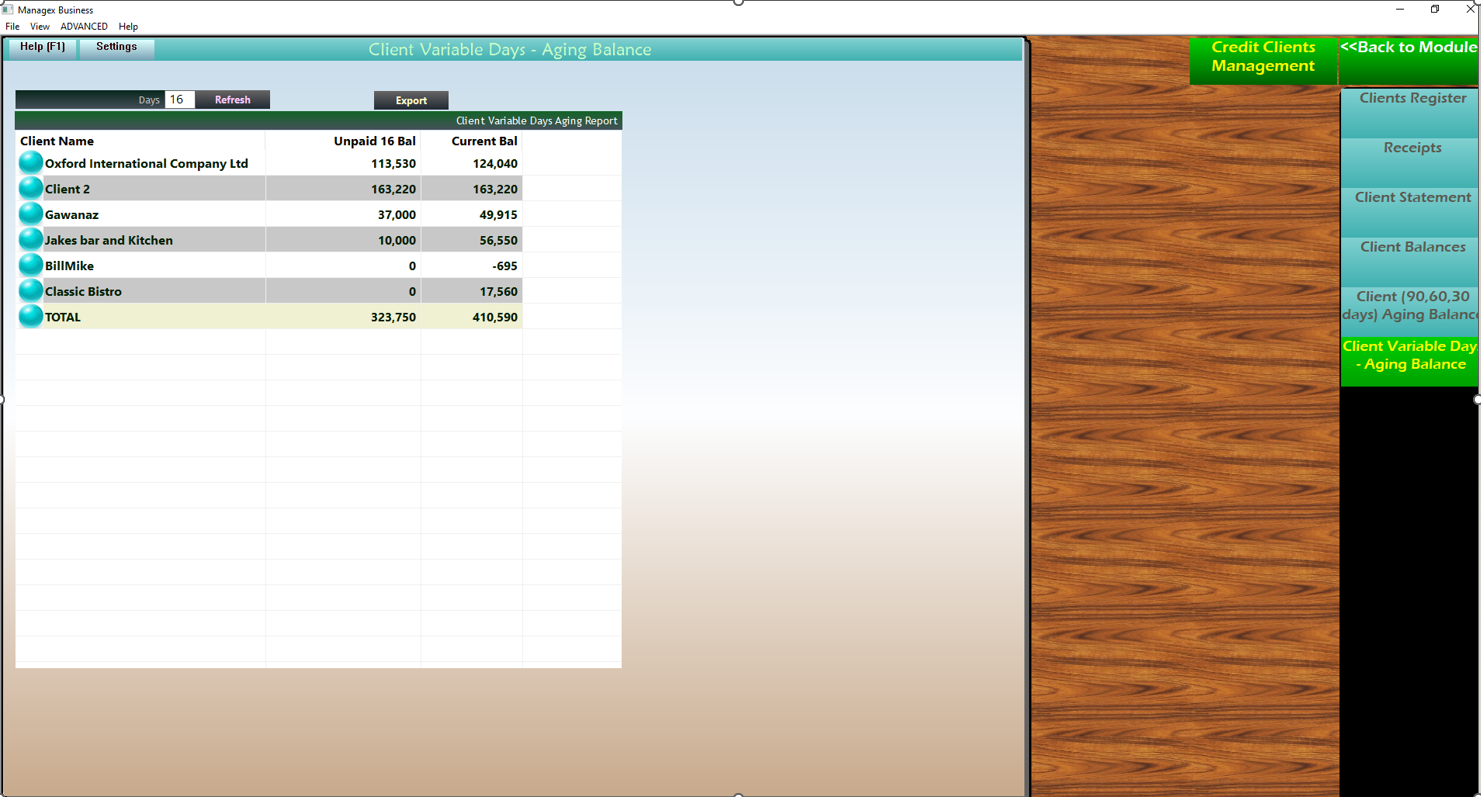 Managex Business
File View ADVANCED Help
Help (F1) Settings Client Variable Days - Aging Balance
Credit Clients
Management
<<Back to Module
Days 16 Refresh Export
Client Variable Days Aging Report
Client Name Unpaid 16 Bal Current Bal
Oxford International Company Ltd 113,530 124,040
Client 2 163,220 163,220
Gawanaz 37,000 49,915
Jakes bar and Kitchen 10,000 56,550
BillMike 0 -695
Classic Bistro 0 17,560
TOTAL 323,750 410,590
Clients Register
Receipts
Client Statement
Client Balances
Client (90,60,30
days) Aging Balance
Client Variable Day
- Aging Balance